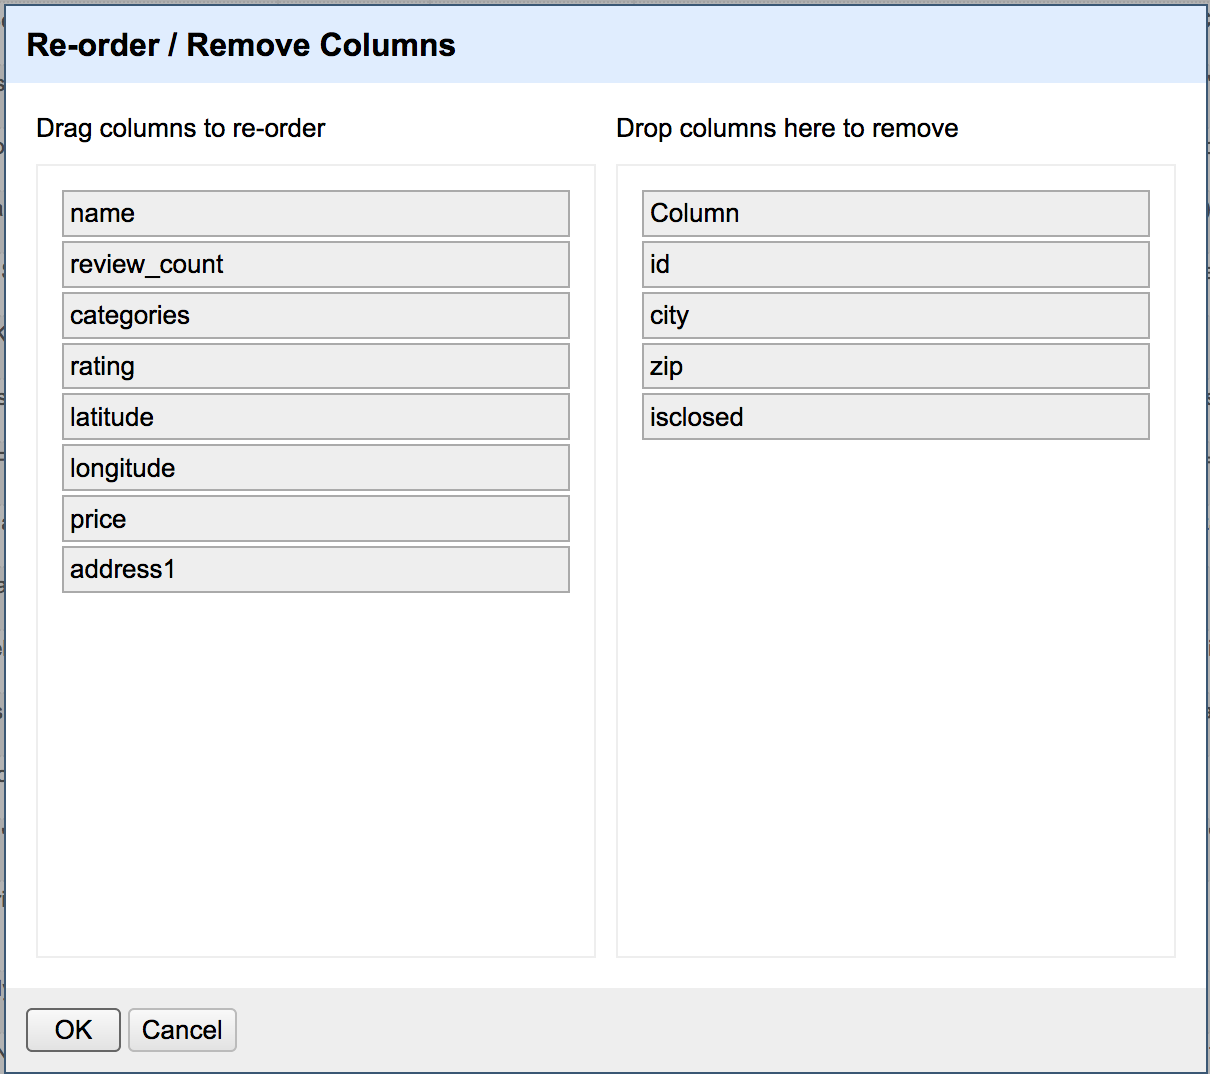 Re-order / Remove Columns
Drag columns to re-order
name
review_count
categories
rating
latitude
longitude
price
address1
Drop columns here to remove
Column
id
city
zip
isclosed
OK
Cancel